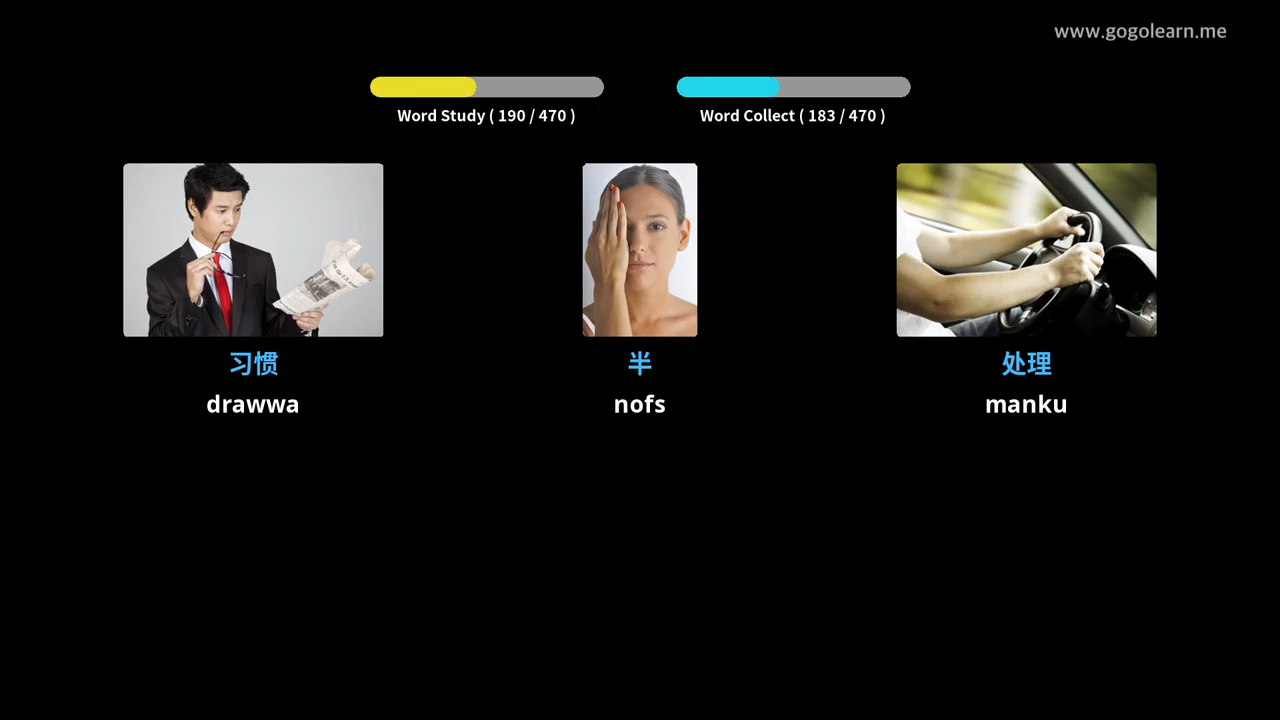 www.gogolearn.me
Word Study ( 190 / 470 )
Word Collect ( 183 / 470 )
习惯
半
处理
drawwa
nofs
manku